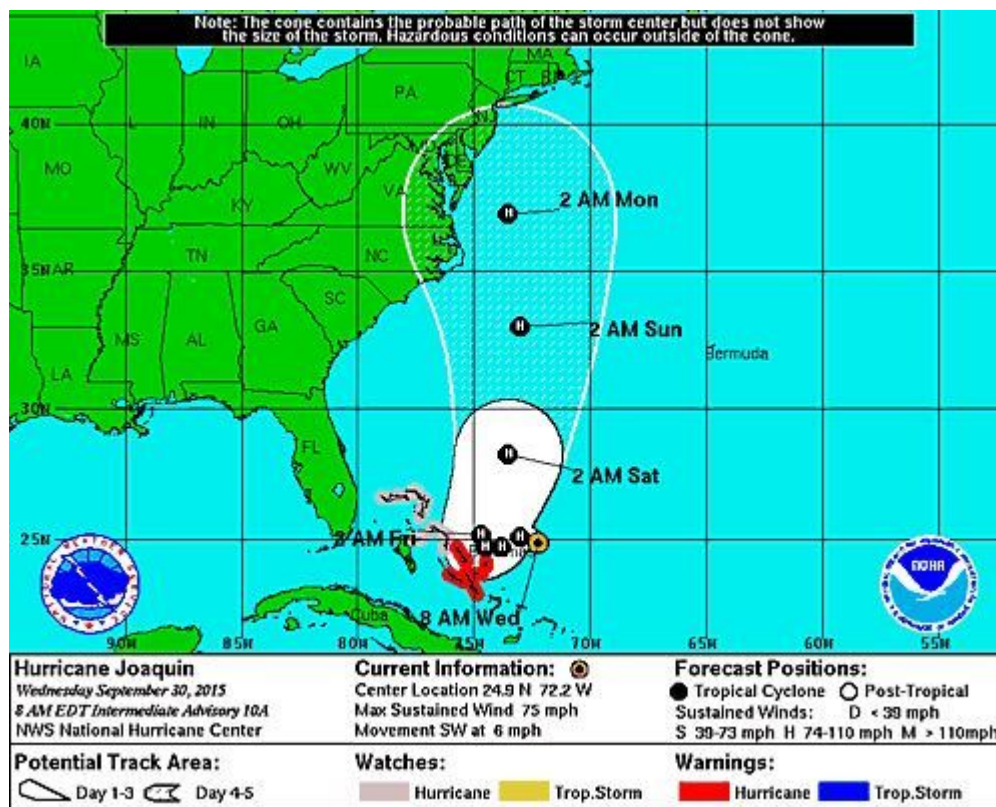 Note: The cone contains the probable path of the storm center but does not show
the size of the storm. Hazardous conditions can occur outside of the cone.
IA
MA
CT
PA
NJ
40N
IN
OH
DE
MO
WV
VA
KY
2 AM Mon
TN
NC
AR
35N
SC
MS
AL
GA
2 AM Sun
Bermuda
LA
30N
FL
2 AM Sat
AM Fri
25N
NOAA
8 AM Wed
Cuba
90W
85W
80W
75W
70W
65W
60W
55W
Hurricane Joaquin
Wednesday September 30, 2015
8 AM EDT Intermediate Advisory 10A
NWS National Hurricane Center
Current Information:
Center Location 24.9 N 72.2 W
Max Sustained Wind 75 mph
Movement SW at 6 mph
Forecast Positions:
Tropical Cyclone Post-Tropical
Sustained Winds: D < 39 mph
S 39-73 mph H 74-110 mph M > 110mph
Potential Track Area:
Day 1-3 Day 4-5
Watches:
Hurricane Trop.Storm
Warnings:
Hurricane Trop.Storm